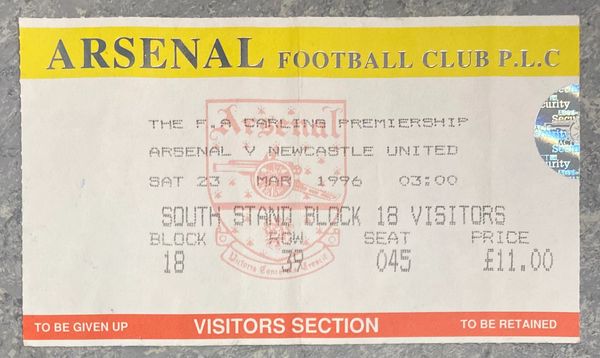 ARSENAL FOOTBALL CLUB P.L.C
Arsenal
THE F.A CARLING PREMIERSHIP
ARSENAL V NEWCASTLE UNITED
SAT 23 MAR 1996 03:00
SOUTH STAND BLOCK 18 VISITORS
BLOCK ROW SEAT PRICE
18 39 045 £11.00
TO BE GIVEN UP VISITORS SECTION TO BE RETAINED